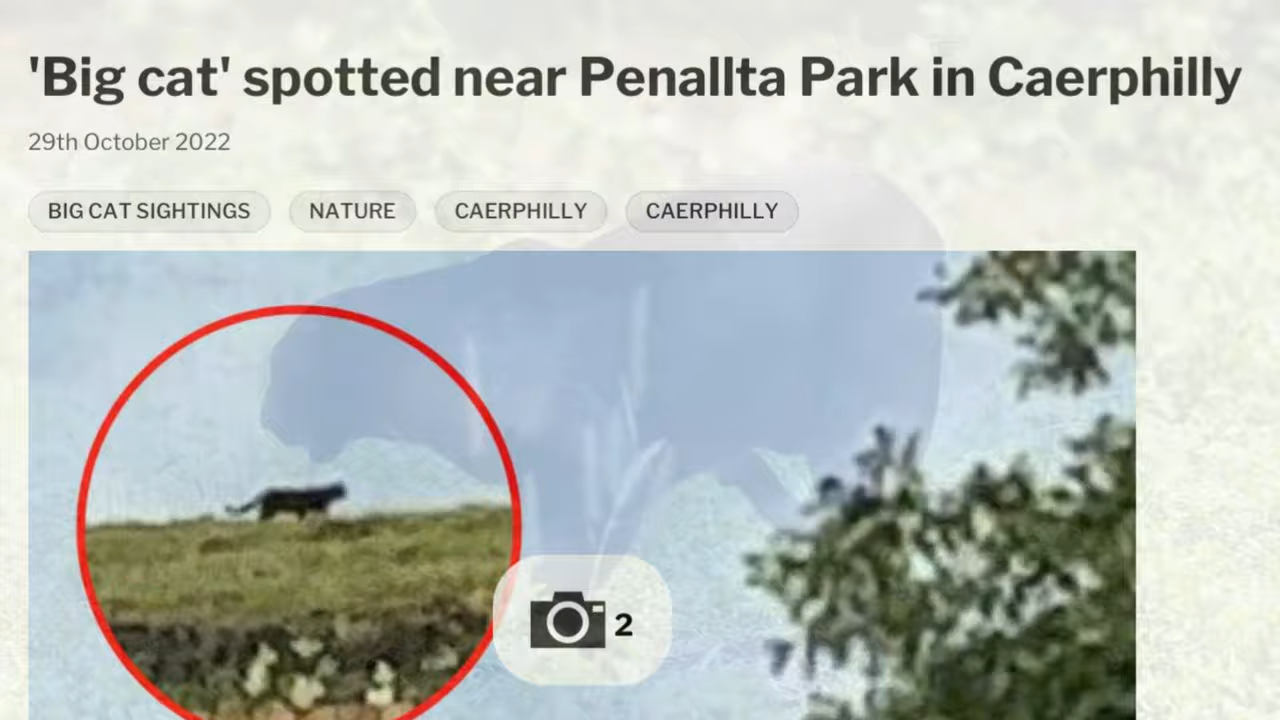 'Big cat' spotted near Penallta Park in Caerphilly
29th October 2022
BIG CAT SIGHTINGS NATURE CAERPHILLY CAERPHILLY
2